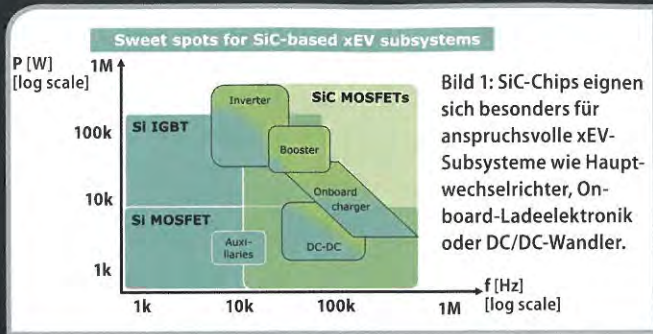 Sweet spots for SiC-based xEV subsystems
P [W]
[log scale]
1M
100k
10k
1k
Inverter
SiC MOSFETs
Si IGBT
Booster
Onboard
charger
Si MOSFET
Auxi-
liaries
DC-DC
1k
10k
100k
1M
f [Hz]
[log scale]
Bild 1: SiC-Chips eignen
sich besonders für
anspruchsvolle xEV-
Subsysteme wie Haupt-
wechselrichter, On-
board-Ladeelektronik
oder DC/DC-Wandler.